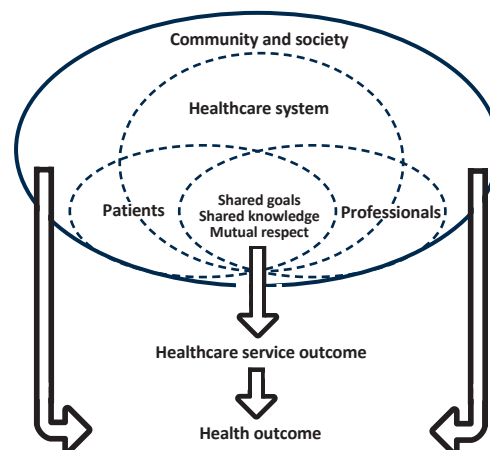 Community and society
Healthcare system
Patients
Shared goals
Shared knowledge
Mutual respect
Professionals
Healthcare service outcome
Health outcome